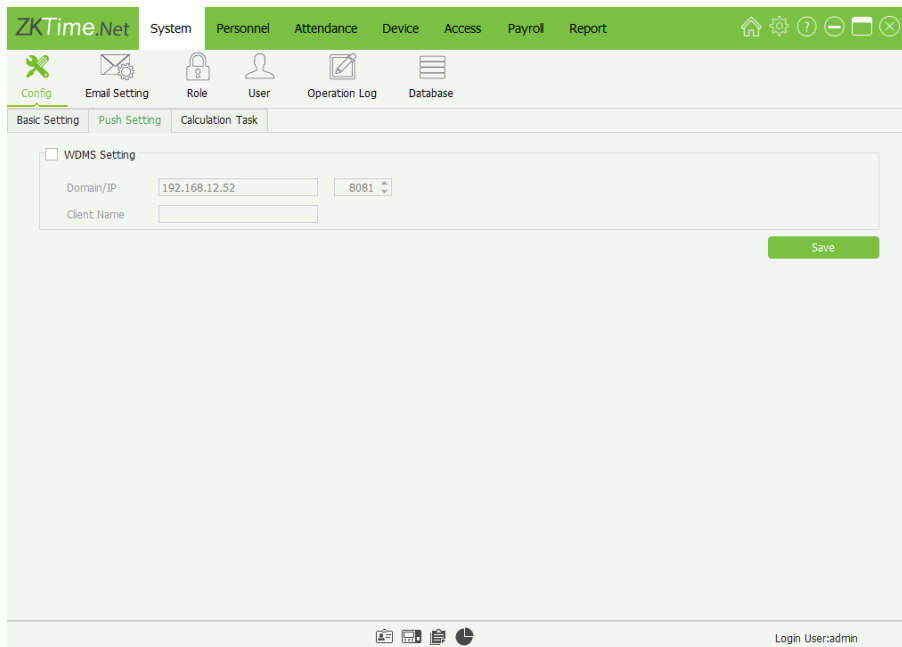 ZKTime.Net System Personnel Attendance Device Access Payroll Report
Config Email Setting Role User Operation Log Database
Basic Setting Push Setting Calculation Task
WDMS Setting
Domain/IP 192.168.12.52 8081
Client Name
Save
Login User:admin